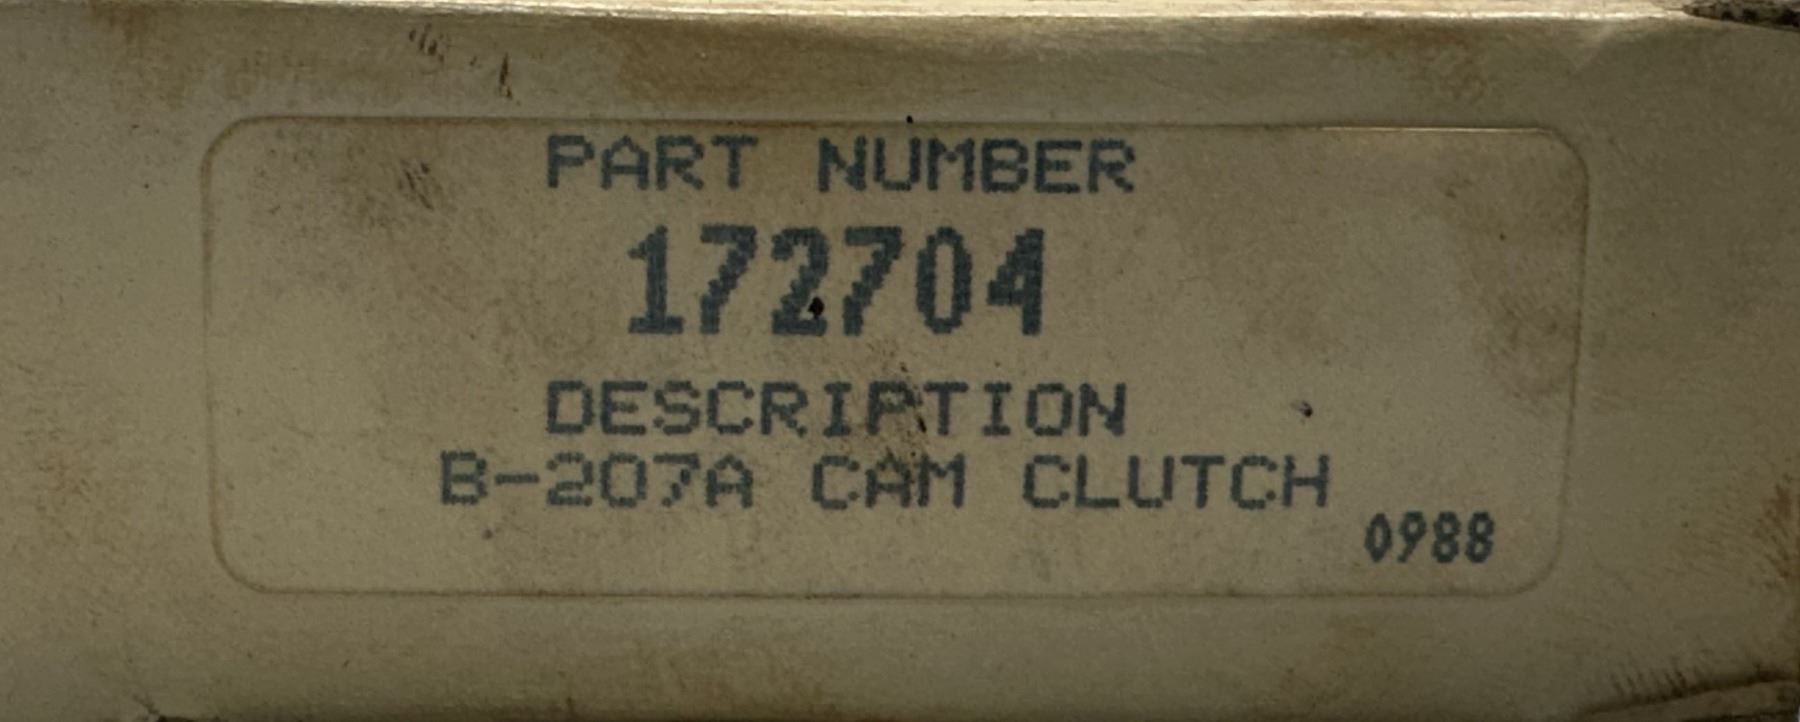 PART NUMBER
172704
DESCRIPTION
B-207A CAM CLUTCH
0988